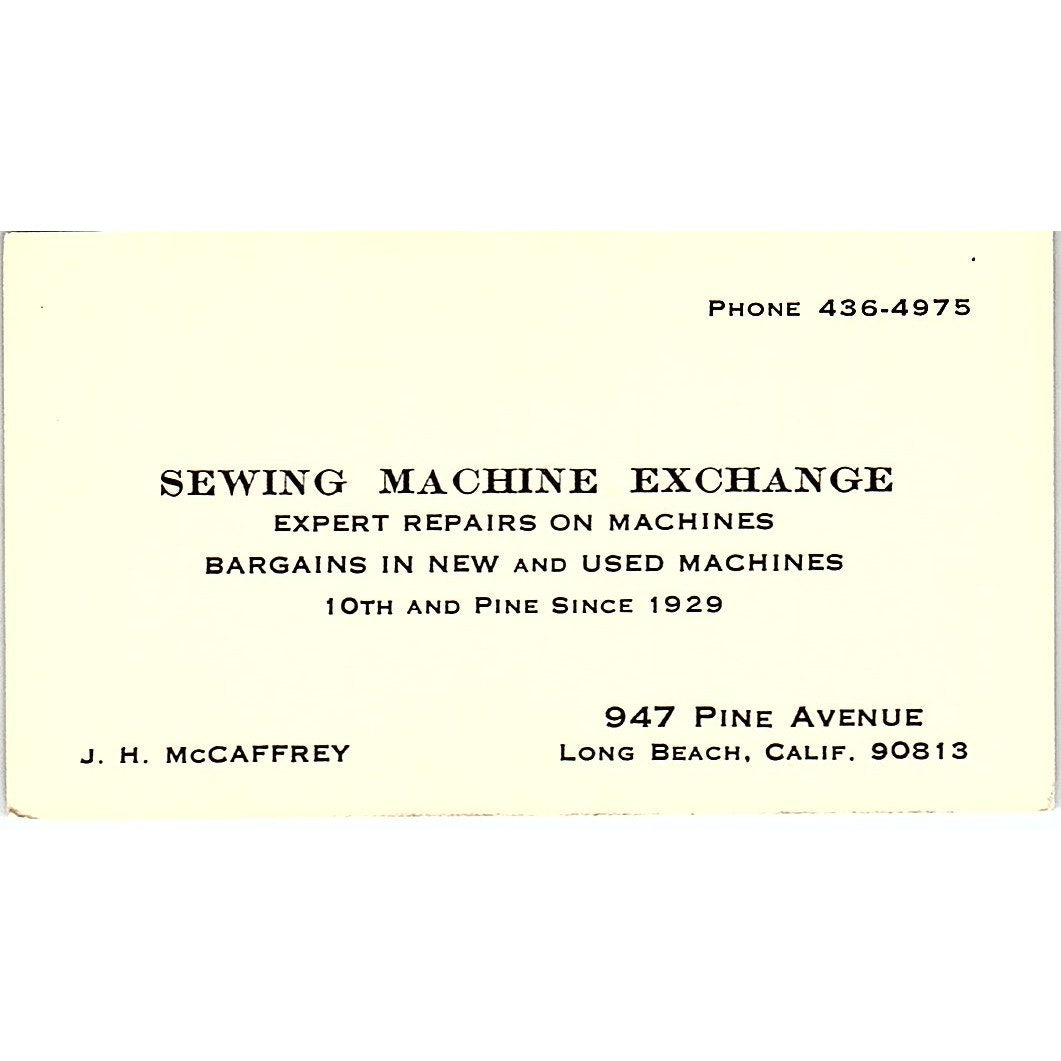 PHONE 436-4975
SEWING MACHINE EXCHANGE
EXPERT REPAIRS ON MACHINES
BARGAINS IN NEW AND USED MACHINES
10TH AND PINE SINCE 1929
947 PINE AVENUE
J. H. McCAFFREY
LONG BEACH, CALIF. 90813